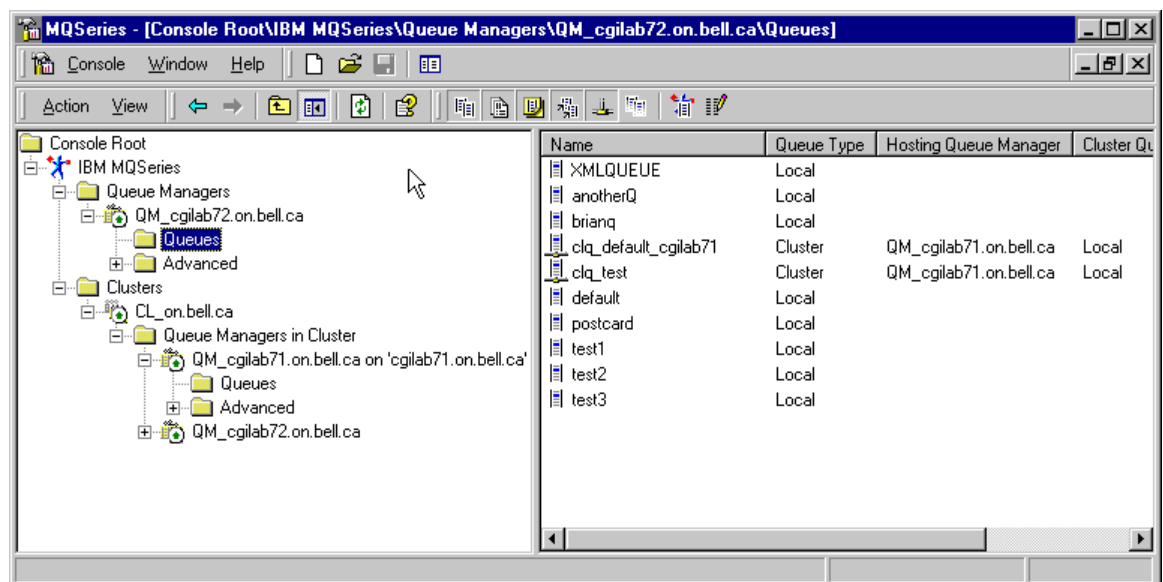 MQSeries - [Console Root\IBM MQSeries\Queue Managers\QM_cgilab72.on.bell.ca\Queues]
Console Window Help
Action View
Console Root
IBM MQSeries
Queue Managers
QM_cgilab72.on.bell.ca
Queues
Advanced
Clusters
CL_on.bell.ca
Queue Managers in Cluster
QM_cgilab71.on.bell.ca on 'cgilab71.on.bell.ca'
Queues
Advanced
QM_cgilab72.on.bell.ca
Name Queue Type Hosting Queue Manager Cluster Qu
XMLQUEUE Local
anotherQ Local
brianq Local
clq_default_cgilab71 Cluster QM_cgilab71.on.bell.ca Local
clq_test Cluster QM_cgilab71.on.bell.ca Local
default Local
postcard Local
test1 Local
test2 Local
test3 Local